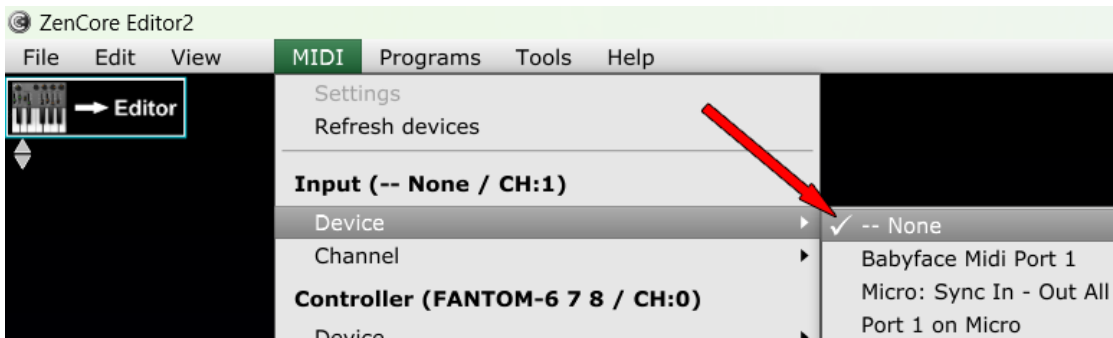 ZenCore Editor2
File Edit View MIDI Programs Tools Help
Editor
Settings
Refresh devices
Input (-- None / CH:1)
Device
-- None
Channel
Babyface Midi Port 1
Micro: Sync In - Out All
Controller (FANTOM-6 7 8 / CH:0)
Port 1 on Micro
Device